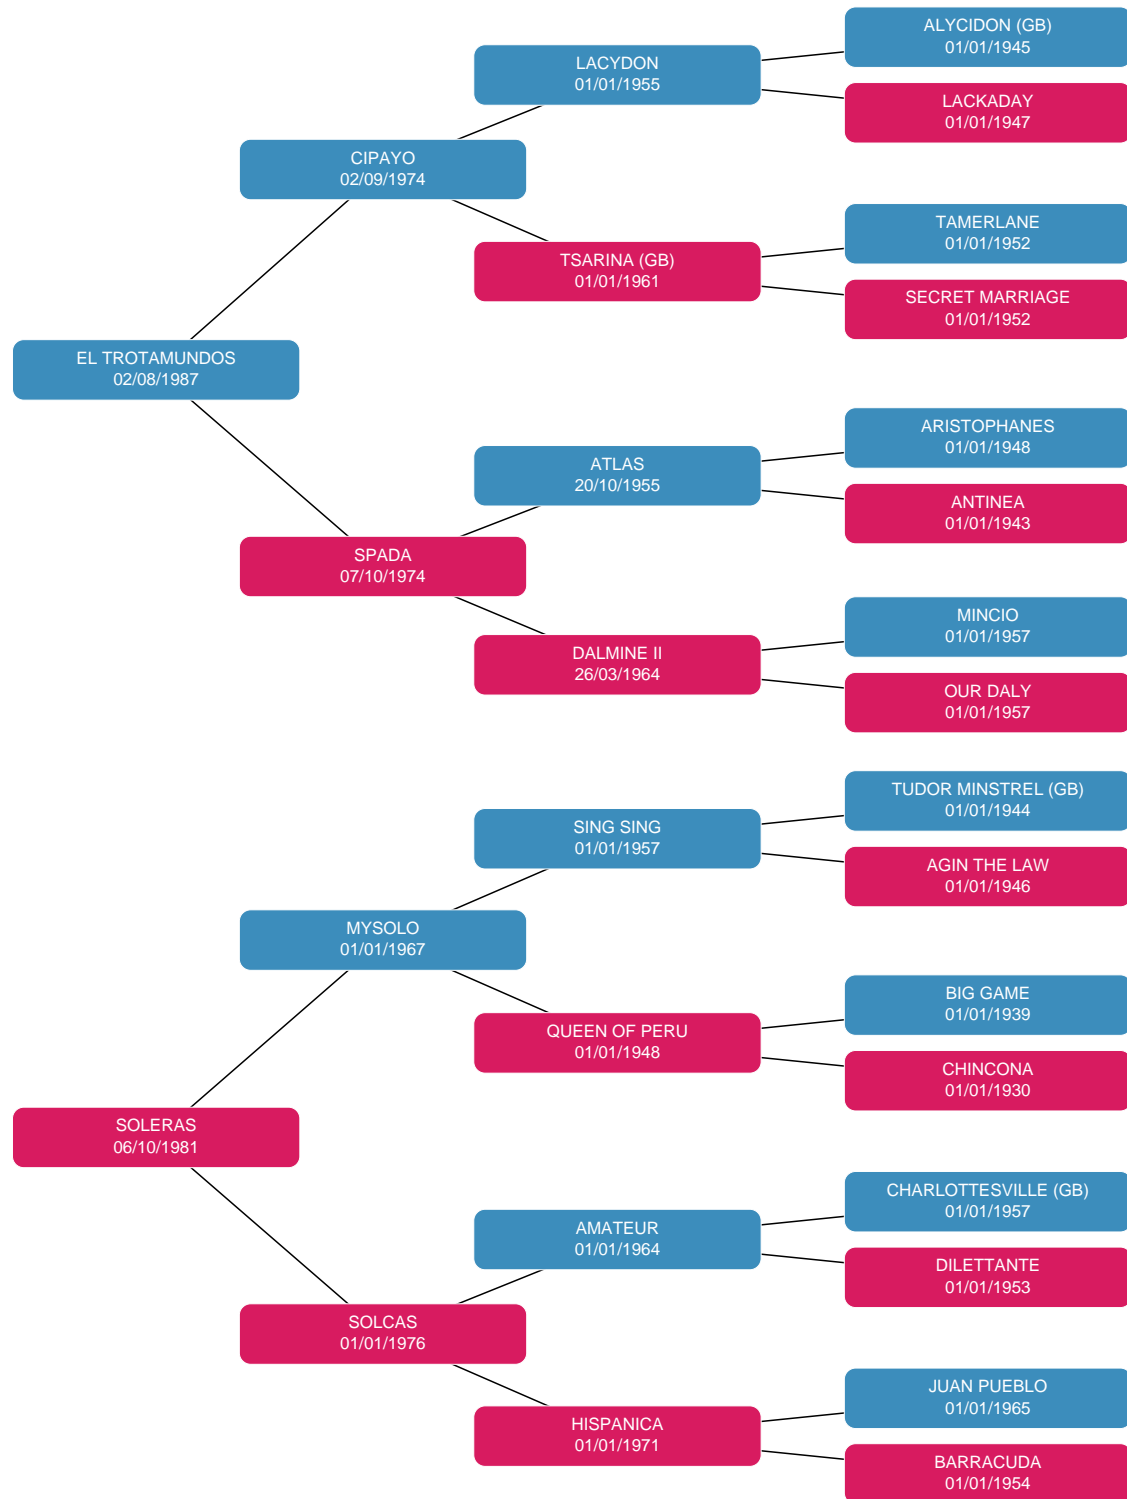 ALYCIDON (GB)
01/01/1945
LACYDON
01/01/1955
LACKADAY
01/01/1947
CIPAYO
02/09/1974
TAMERLANE
01/01/1952
TSARINA (GB)
01/01/1961
SECRET MARRIAGE
01/01/1952
EL TROTAMUNDOS
02/08/1987
ARISTOPHANES
01/01/1948
ATLAS
20/10/1955
ANTINEA
01/01/1943
SPADA
07/10/1974
MINCIO
01/01/1957
DALMINE II
26/03/1964
OUR DALY
01/01/1957
TUDOR MINSTREL (GB)
01/01/1944
SING SING
01/01/1957
AGIN THE LAW
01/01/1946
MYSOLO
01/01/1967
BIG GAME
01/01/1939
QUEEN OF PERU
01/01/1948
CHINCONA
01/01/1930
SOLERAS
06/10/1981
CHARLOTTESVILLE (GB)
01/01/1957
AMATEUR
01/01/1964
DILETTANTE
01/01/1953
SOLCAS
01/01/1976
JUAN PUEBLO
01/01/1965
HISPANICA
01/01/1971
BARRACUDA
01/01/1954